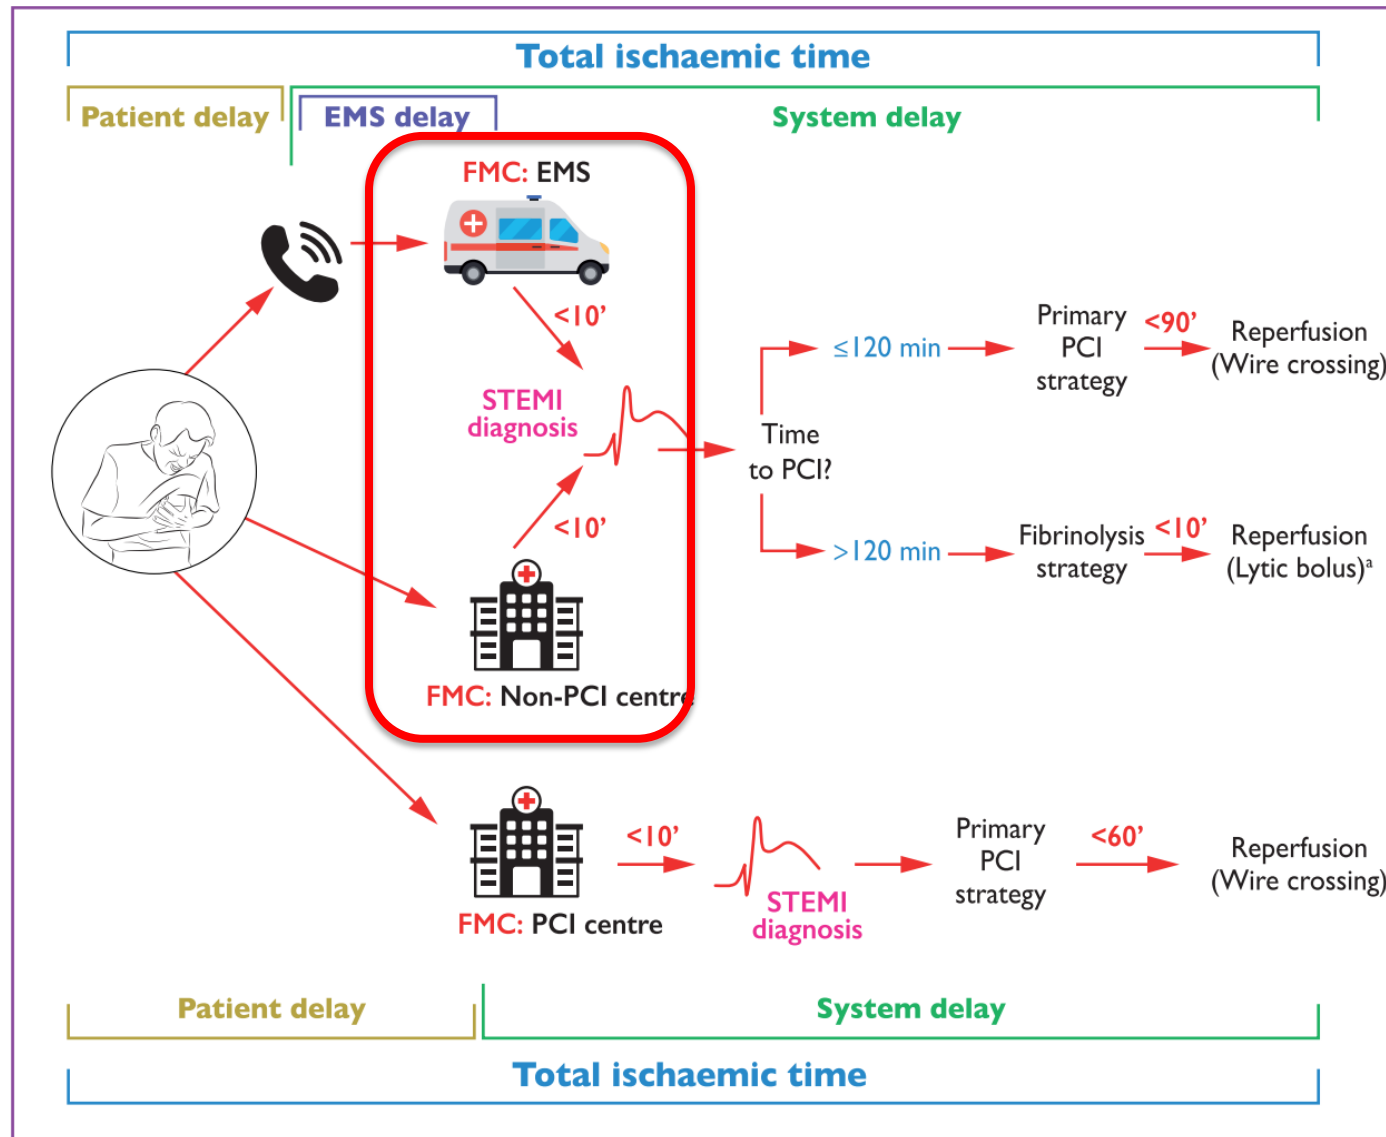 Total ischaemic time
Patient delay
EMS delay
System delay
FMC: EMS
<10’
STEMI
diagnosis
<10’
FMC: Non-PCI centre
Time
to PCI?
≤120 min
Primary
PCI
strategy
<90’
Reperfusion
(Wire crossing)
>120 min
Fibrinolysis
strategy
<10’
Reperfusion
(Lytic bolus)ᵃ
FMC: PCI centre
<10’
STEMI
diagnosis
Primary
PCI
strategy
<60’
Reperfusion
(Wire crossing)
Patient delay
System delay
Total ischaemic time